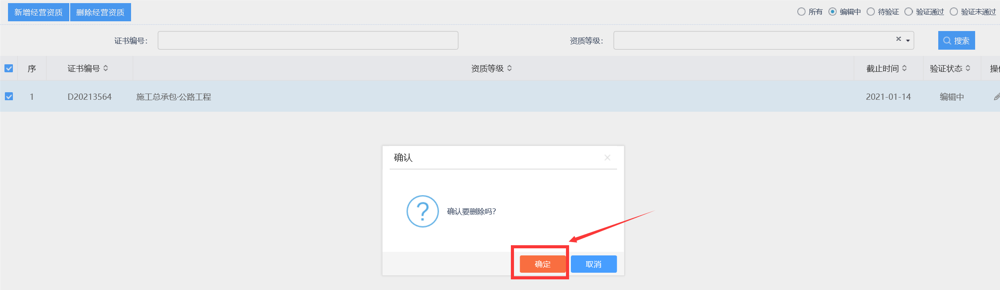 新增经营资质 删除经营资质 所有 编辑中 待验证 验证通过 验证未通过
证书编号: 资质等级: 搜索
序 证书编号 资质等级 截止时间 验证状态 操
1 D20213564 施工总承包·公路工程 2021-01-14 编辑中
确认
确认要删除吗?
确定 取消